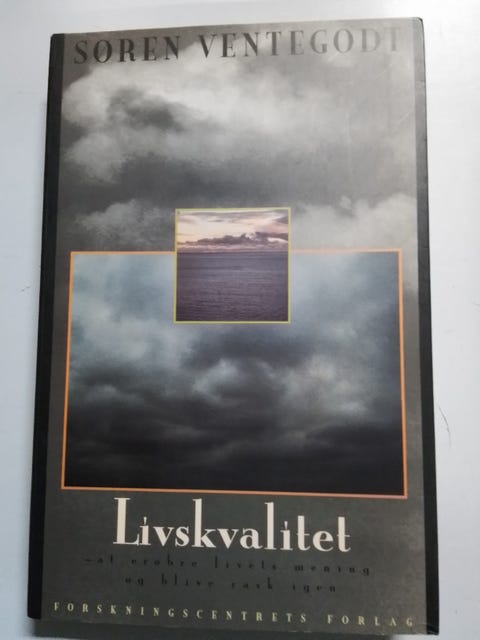 SØREN VENTEGODT
Livskvalitet
–at erobre livets mening
og blive rask igen
FORSKNINGSCENTRETS FORLAG